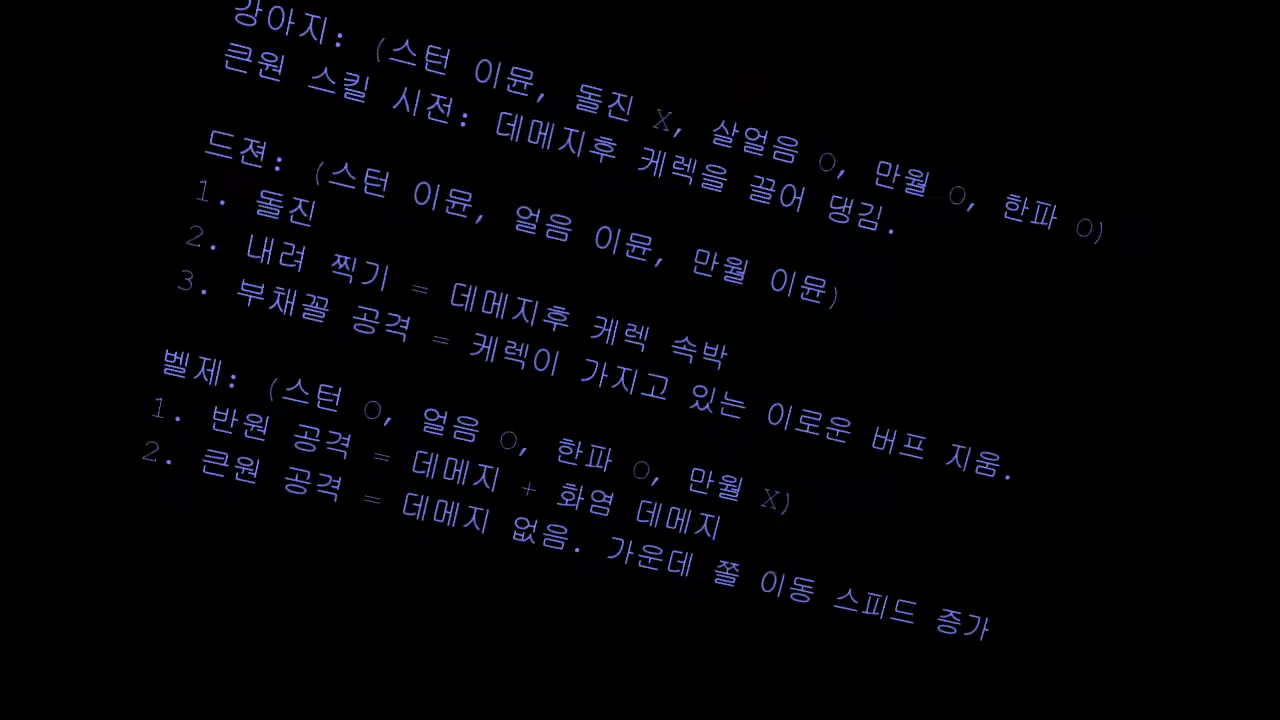 강아지: (스턴 이뮨, 돌진 X, 살얼음 O, 만월 O, 한파 O)
큰원 스킬 시전: 데메지후 케렉을 끌어 댕김.
드젼: (스턴 이뮨, 얼음 이뮨, 만월 이뮨)
1. 돌진
2. 내려 찍기 = 데메지후 케렉 속박
3. 부채꼴 공격 = 케렉이 가지고 있는 이로운 버프 지움.
벨제: (스턴 O, 얼음 O, 한파 O, 만월 X)
1. 반원 공격 = 데메지 + 화염 데메지
2. 큰원 공격 = 데메지 없음. 가운데 쫄 이동 스피드 증가